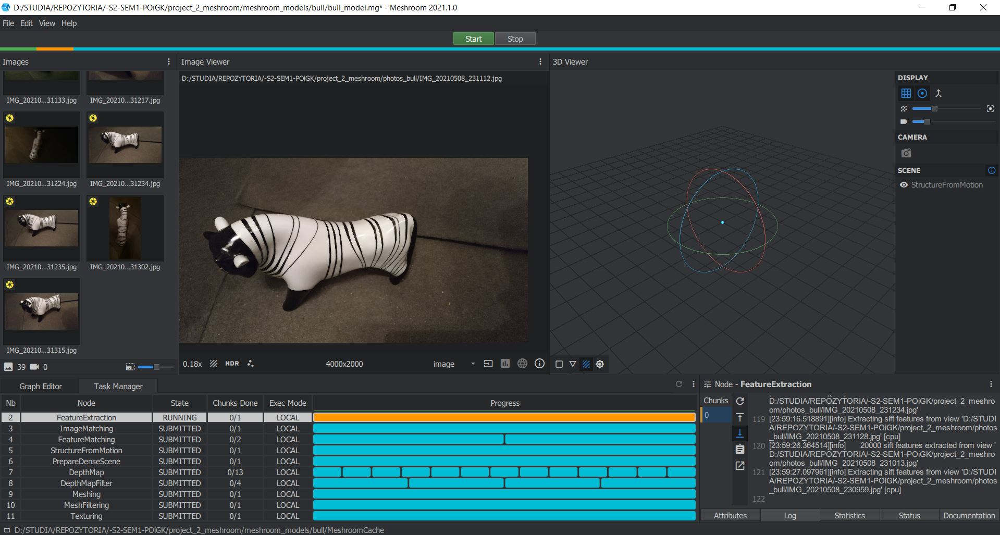 D:/STUDIA/REPOZYTORIA/-S2-SEM1-POiGK/project_2_meshroom/meshroom_models/bull/bull_model.mg* - Meshroom 2021.1.0
File Edit View Help
Start Stop
Images
IMG_20210...31133.jpg IMG_20210...31217.jpg
IMG_20210...31224.jpg IMG_20210...31234.jpg
IMG_20210...31235.jpg IMG_20210...31302.jpg
IMG_20210...31315.jpg
39 0
Image Viewer
D:/STUDIA/REPOZYTORIA/-S2-SEM1-POiGK/project_2_meshroom/photos_bull/IMG_20210508_231112.jpg
0.18x HDR 4000x2000 image
3D Viewer
DISPLAY
CAMERA
SCENE
StructureFromMotion
Graph Editor Task Manager
Nb Node State Chunks Done Exec Mode Progress
2 FeatureExtraction RUNNING 0/1 LOCAL
3 ImageMatching SUBMITTED 0/1 LOCAL
4 FeatureMatching SUBMITTED 0/2 LOCAL
5 StructureFromMotion SUBMITTED 0/1 LOCAL
6 PrepareDenseScene SUBMITTED 0/1 LOCAL
7 DepthMap SUBMITTED 0/13 LOCAL
8 DepthMapFilter SUBMITTED 0/4 LOCAL
9 Meshing SUBMITTED 0/1 LOCAL
10 MeshFiltering SUBMITTED 0/1 LOCAL
11 Texturing SUBMITTED 0/1 LOCAL
Node - FeatureExtraction
Chunks
0
D:/STUDIA/REPOZYTORIA/-S2-SEM1-POiGK/project_2_meshro
om/photos_bull/IMG_20210508_231234.jpg'
119 [23:59:16.518891][info] Extracting sift features from view 'D:/STUDI
A/REPOZYTORIA/-S2-SEM1-POiGK/project_2_meshroom/photos
_bull/IMG_20210508_231128.jpg' [cpu]
120 [23:59:26.364514][info] 20000 sift features extracted from view '
D:/STUDIA/REPOZYTORIA/-S2-SEM1-POiGK/project_2_meshro
om/photos_bull/IMG_20210508_231013.jpg'
121 [23:59:27.097961][info] Extracting sift features from view 'D:/STUDI
A/REPOZYTORIA/-S2-SEM1-POiGK/project_2_meshroom/photos
_bull/IMG_20210508_230959.jpg' [cpu]
122
Attributes Log Statistics Status Documentation
D:/STUDIA/REPOZYTORIA/-S2-SEM1-POiGK/project_2_meshroom/meshroom_models/bull/MeshroomCache